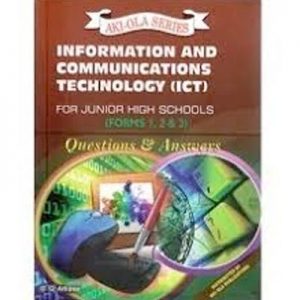 AKI-OLA SERIES
INFORMATION AND
COMMUNICATIONS
TECHNOLOGY (ICT)
FOR JUNIOR HIGH SCHOOLS
(FORMS 1, 2 & 3)
Questions & Answers